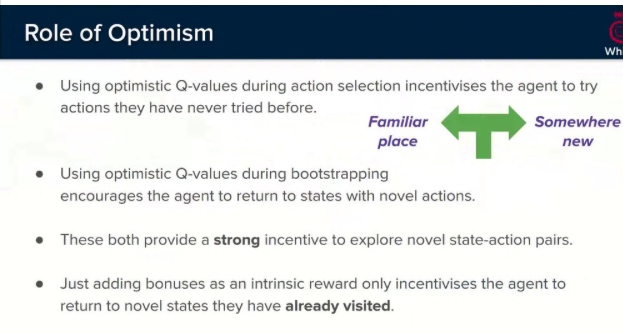 Role of Optimism
Wh
Using optimistic Q-values during action selection incentivises the agent to try
actions they have never tried before.
Familiar
place
Somewhere
new
Using optimistic Q-values during bootstrapping
encourages the agent to return to states with novel actions.
These both provide a strong incentive to explore novel state-action pairs.
Just adding bonuses as an intrinsic reward only incentivises the agent to
return to novel states they have already visited.